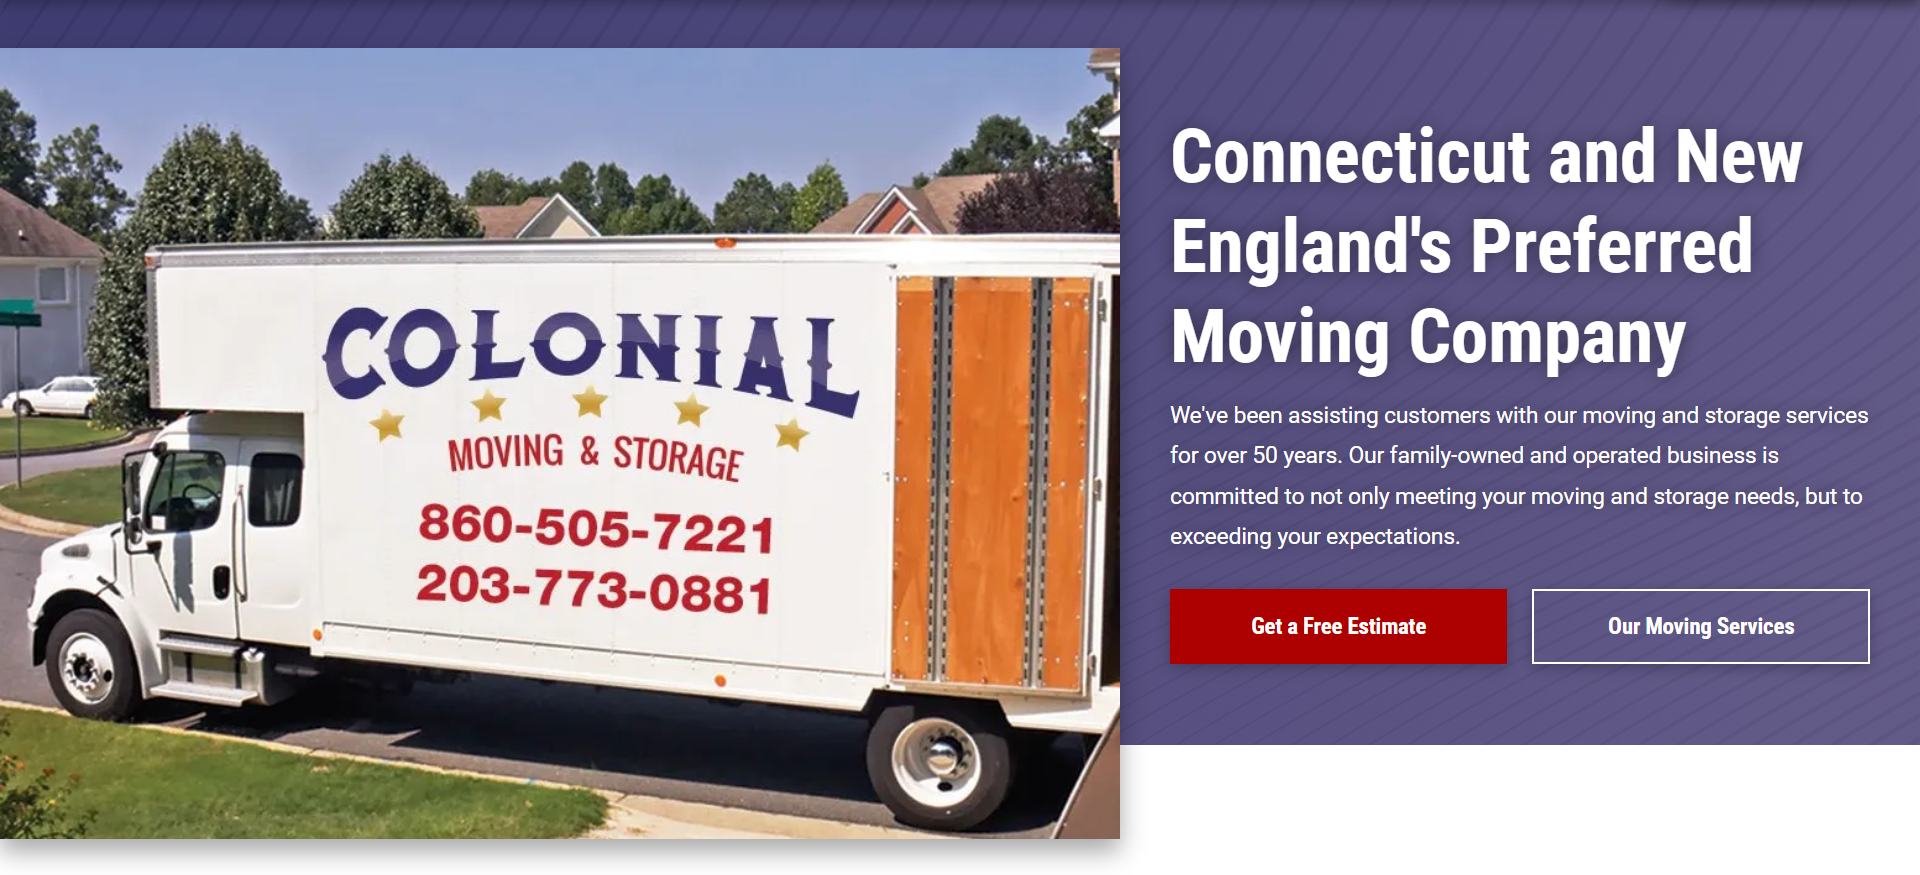 COLONIAL
MOVING & STORAGE
860-505-7221
203-773-0881
Connecticut and New
England's Preferred
Moving Company
We've been assisting customers with our moving and storage services
for over 50 years. Our family-owned and operated business is
committed to not only meeting your moving and storage needs, but to
exceeding your expectations.
Get a Free Estimate
Our Moving Services